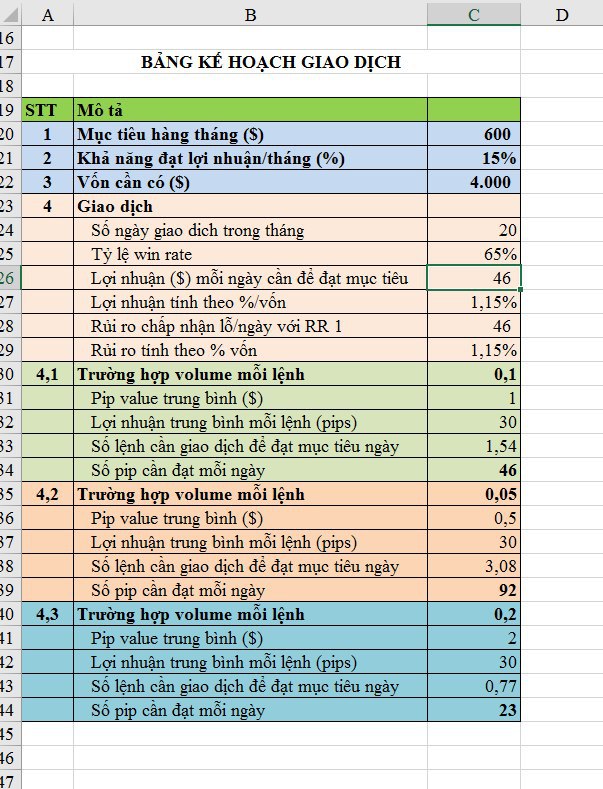 A B C D
16
17 BẢNG KẾ HOẠCH GIAO DỊCH
18
19 STT Mô tả
20 1 Mục tiêu hàng tháng ($) 600
21 2 Khả năng đạt lợi nhuận/tháng (%) 15%
22 3 Vốn cần có ($) 4.000
23 4 Giao dịch
24 Số ngày giao dich trong tháng 20
25 Tỷ lệ win rate 65%
26 Lợi nhuận ($) mỗi ngày cần để đạt mục tiêu 46
27 Lợi nhuận tính theo %/vốn 1,15%
28 Rủi ro chấp nhận lỗ/ngày với RR 1 46
29 Rủi ro tính theo % vốn 1,15%
30 4,1 Trường hợp volume mỗi lệnh 0,1
31 Pip value trung bình ($) 1
32 Lợi nhuận trung bình mỗi lệnh (pips) 30
33 Số lệnh cần giao dịch để đạt mục tiêu ngày 1,54
34 Số pip cần đạt mỗi ngày 46
35 4,2 Trường hợp volume mỗi lệnh 0,05
36 Pip value trung bình ($) 0,5
37 Lợi nhuận trung bình mỗi lệnh (pips) 30
38 Số lệnh cần giao dịch để đạt mục tiêu ngày 3,08
39 Số pip cần đạt mỗi ngày 92
40 4,3 Trường hợp volume mỗi lệnh 0,2
41 Pip value trung bình ($) 2
42 Lợi nhuận trung bình mỗi lệnh (pips) 30
43 Số lệnh cần giao dịch để đạt mục tiêu ngày 0,77
44 Số pip cần đạt mỗi ngày 23
45
46
47